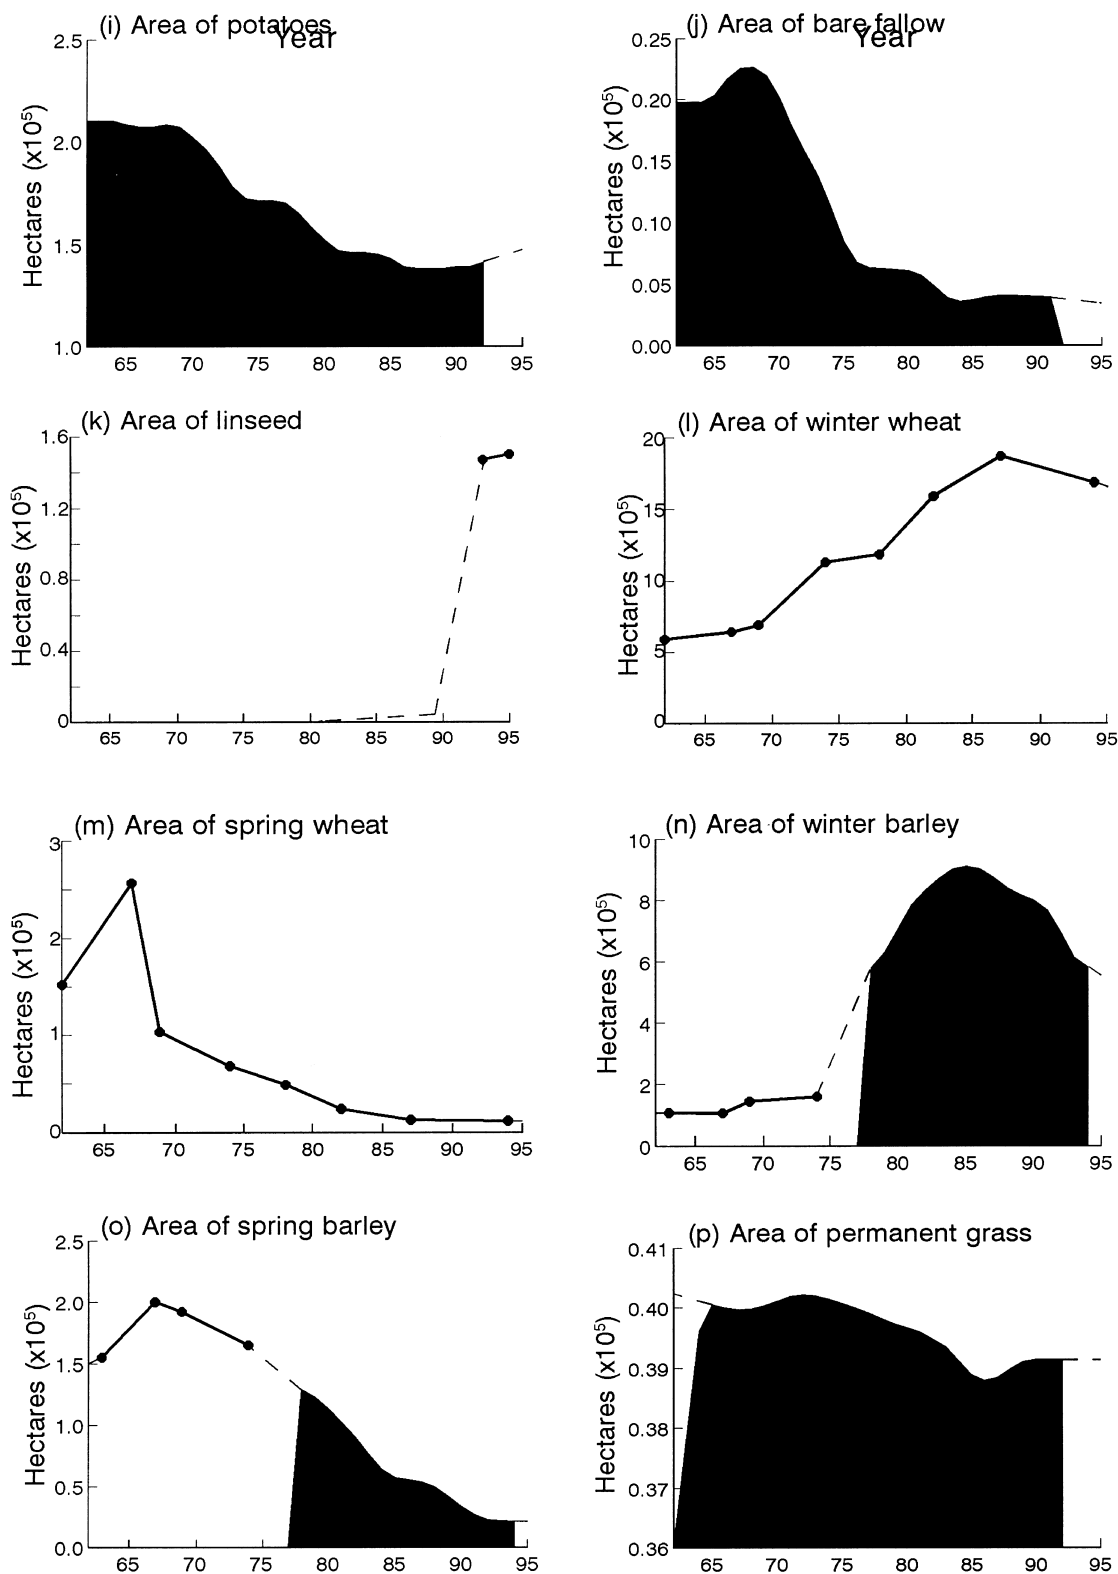 (i) Area of potatoes
Year
2.5
2.0
1.5
1.0
Hectares (x10⁵)
65 70 75 80 85 90 95
(j) Area of bare fallow
Year
0.25
0.20
0.15
0.10
0.05
0.00
Hectares (x10⁵)
65 70 75 80 85 90 95
(k) Area of linseed
1.6
1.2
0.8
0.4
0
Hectares (x10⁵)
65 70 75 80 85 90 95
(l) Area of winter wheat
20
15
10
5
0
Hectares (x10⁵)
65 70 75 80 85 90 95
(m) Area of spring wheat
3
2
1
0
Hectares (x10⁵)
65 70 75 80 85 90 95
(n) Area of winter barley
10
8
6
4
2
0
Hectares (x10⁵)
65 70 75 80 85 90 95
(o) Area of spring barley
2.5
2.0
1.5
1.0
0.5
0.0
Hectares (x10⁵)
65 70 75 80 85 90 95
(p) Area of permanent grass
0.41
0.40
0.39
0.38
0.37
0.36
Hectares (x10⁵)
65 70 75 80 85 90 95